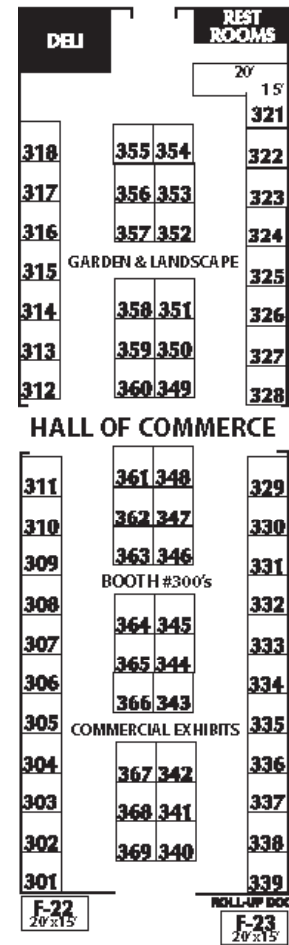 DELI
REST
ROOMS
20'
15'
321
318 355 354 322
317 356 353 323
316 357 352 324
GARDEN & LANDSCAPE
315 325
314 358 351 326
313 359 350 327
312 360 349 328
HALL OF COMMERCE
311 361 348 329
310 362 347 330
309 363 346 331
BOOTH #300's
308 364 345 332
307 365 344 333
306 366 343 334
305 COMMERCIAL EXHIBITS 335
304 367 342 336
303 368 341 337
302 369 340 338
301 339
ROLL-UP DOO
F-22 F-23
20'x15' 20'x15'